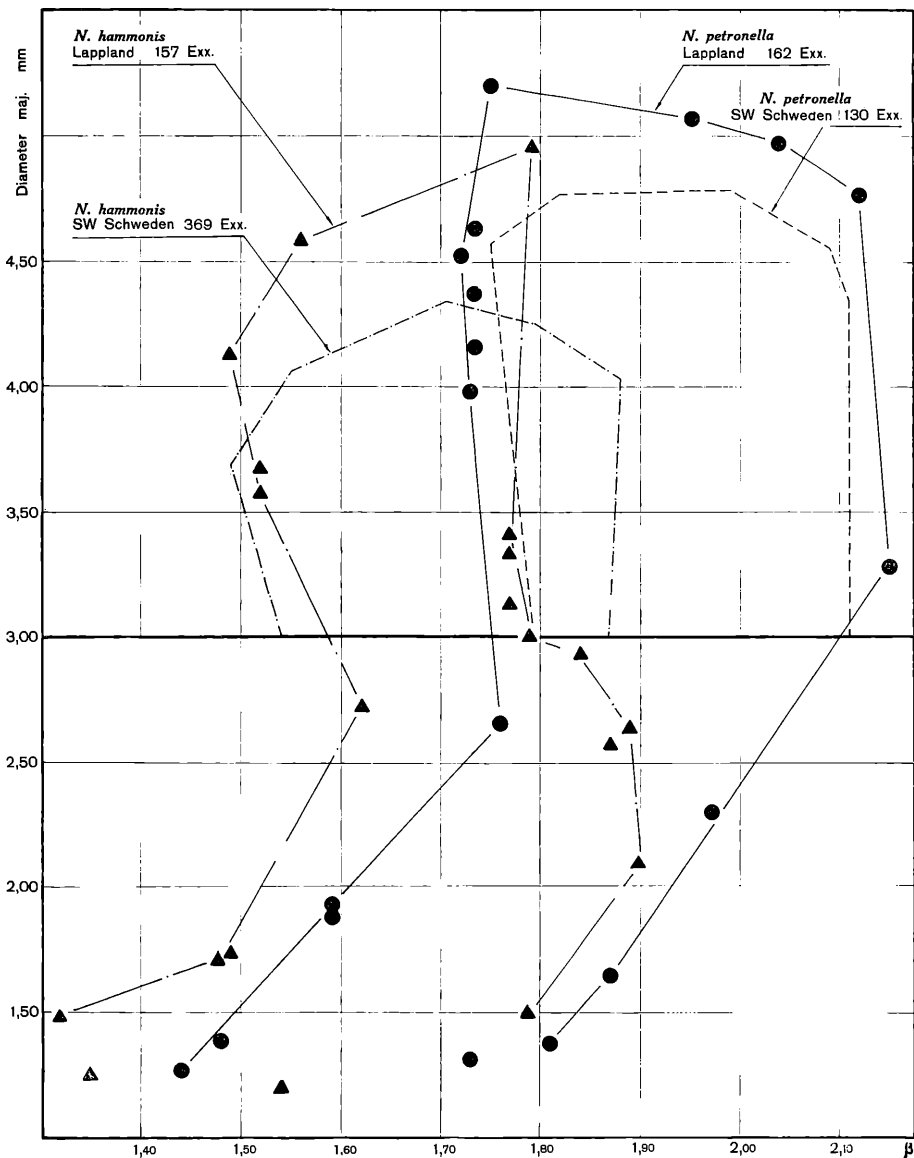 N. hammonis
Lappland 157 Exx.
N. petronella
Lappland 162 Exx.
N. petronella
SW Schweden 130 Exx.
N. hammonis
SW Schweden 369 Exx.
Diameter maj. mm
4,50
4,00
3,50
3,00
2,50
2,00
1,50
1,40
1,50
1,60
1,70
1,80
1,90
2,00
2,10
β